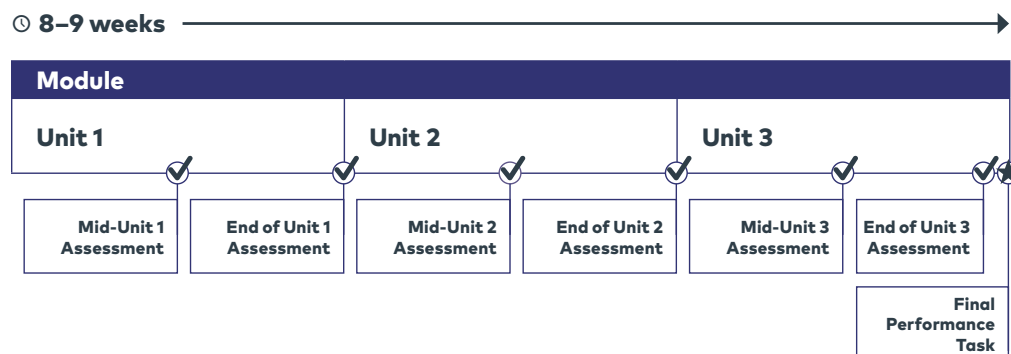 8–9 weeks
Module
Unit 1
Unit 2
Unit 3
Mid-Unit 1
Assessment
End of Unit 1
Assessment
Mid-Unit 2
Assessment
End of Unit 2
Assessment
Mid-Unit 3
Assessment
End of Unit 3
Assessment
Final
Performance
Task